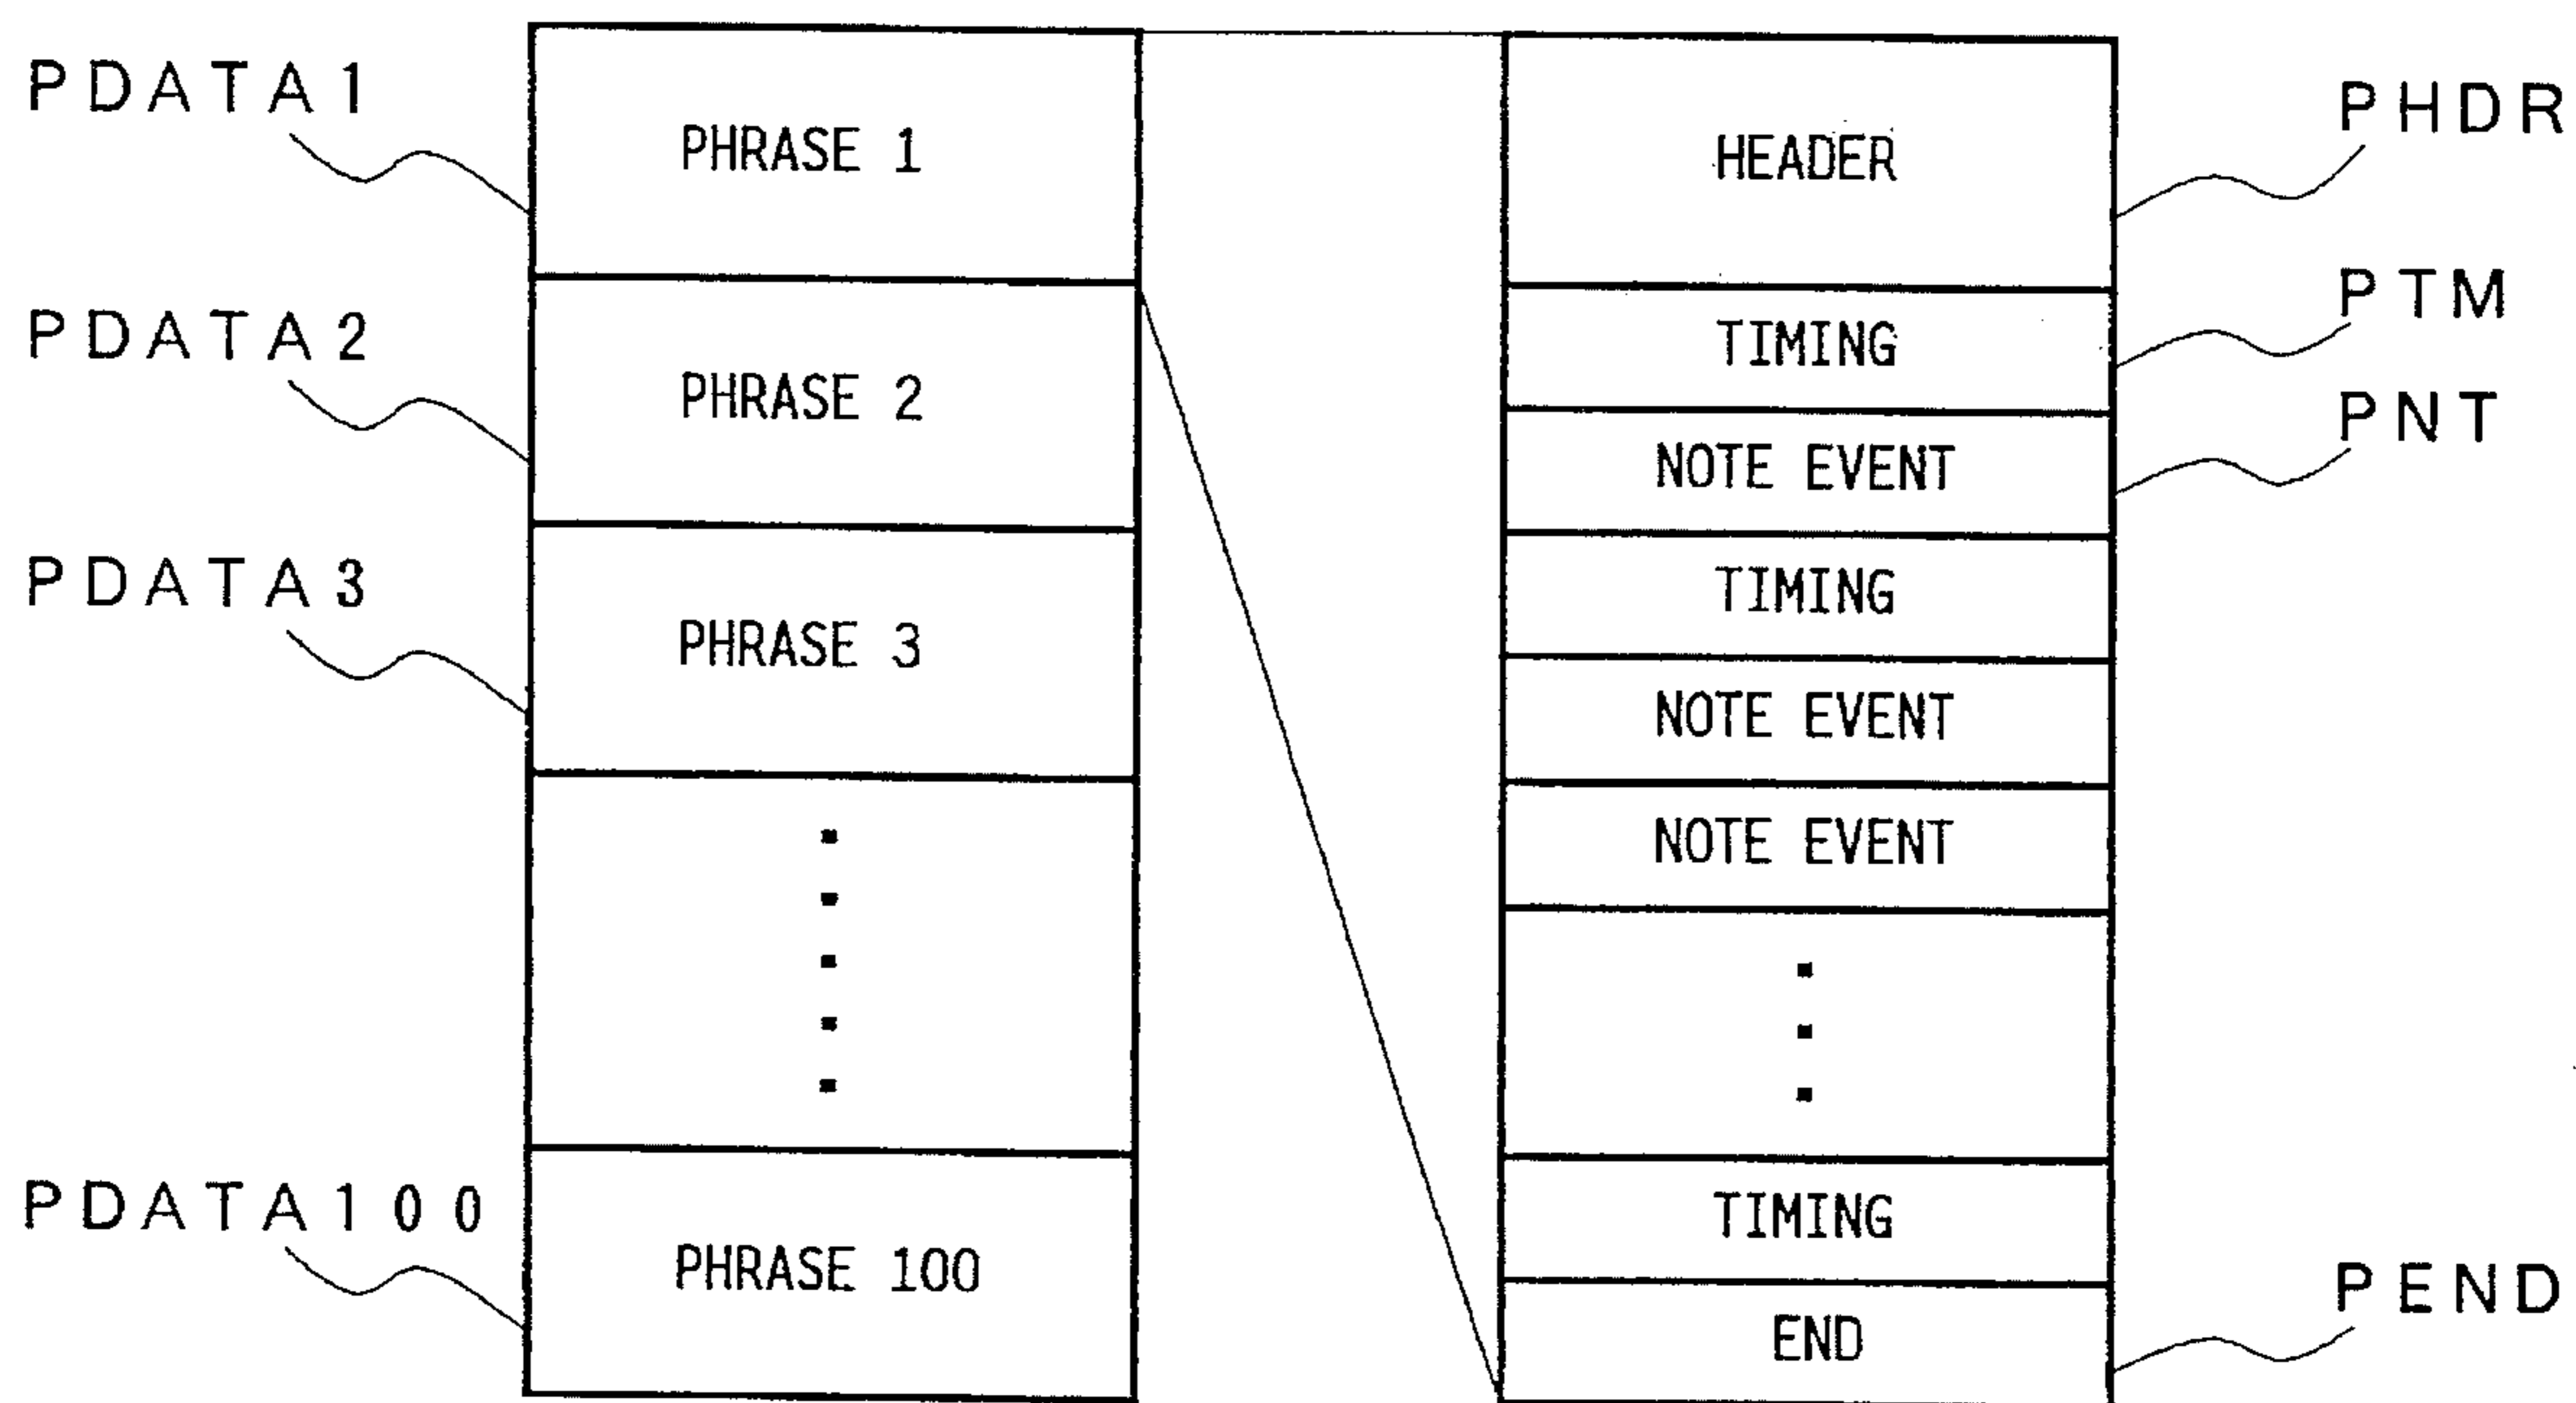 PDATA1
PHRASE 1
PDATA2
PHRASE 2
PDATA3
PHRASE 3
PDATA100
PHRASE 100
HEADER
PHDR
TIMING
PTM
NOTE EVENT
PNT
TIMING
NOTE EVENT
NOTE EVENT
TIMING
END
PEND